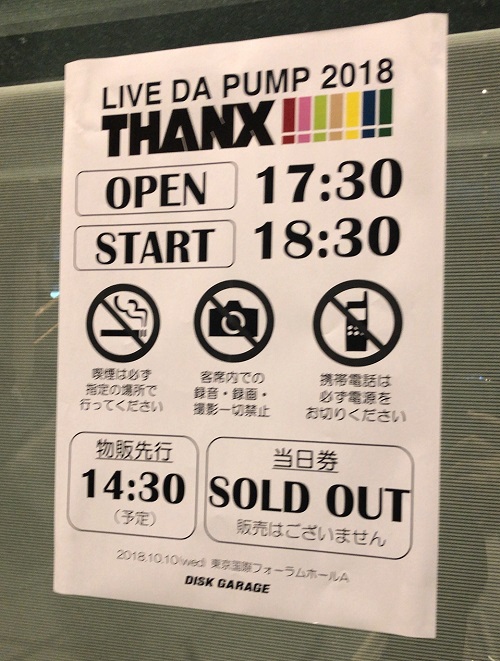 LIVE DA PUMP 2018
THANX!!!!!!!
OPEN 17:30
START 18:30
喫煙は必ず
指定の場所で
行ってください
客席内での
録音・録画・
撮影一切禁止
携帯電話は
必ず電源を
お切りください
物販先行
14:30
(予定)
当日券
SOLD OUT
販売はございません
2018.10.10(wed) 東京国際フォーラムホールA
DISK GARAGE